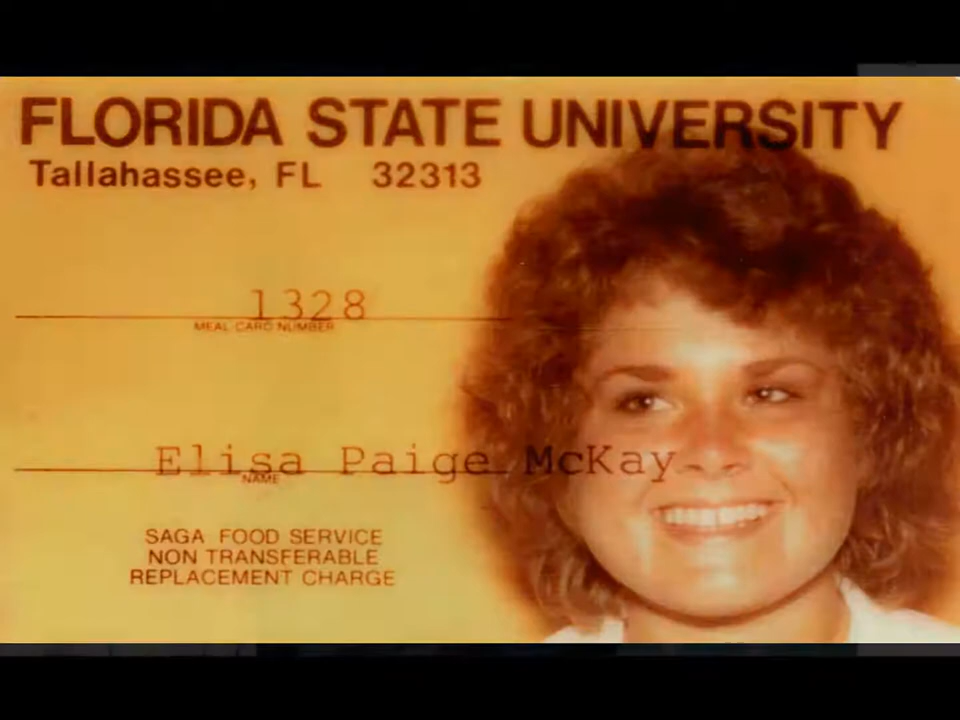 FLORIDA STATE UNIVERSITY
Tallahassee, FL 32313
1328
MEAL CARD NUMBER
Elisa Paige McKay
NAME
SAGA FOOD SERVICE
NON TRANSFERABLE
REPLACEMENT CHARGE